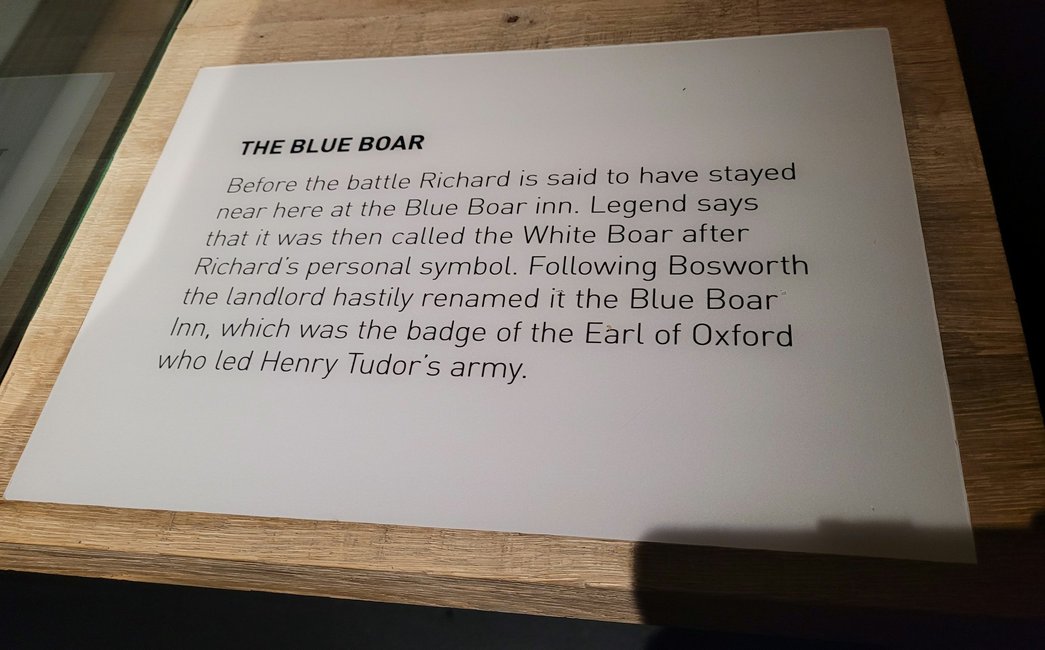 THE BLUE BOAR
Before the battle Richard is said to have stayed
near here at the Blue Boar inn. Legend says
that it was then called the White Boar after
Richard's personal symbol. Following Bosworth
the landlord hastily renamed it the Blue Boar
Inn, which was the badge of the Earl of Oxford
who led Henry Tudor's army.